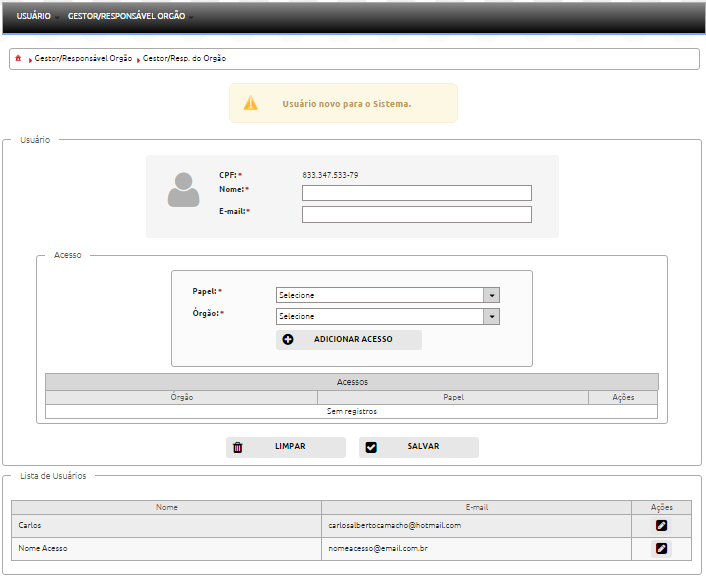 USUÁRIO GESTOR/RESPONSÁVEL ORGÃO
Gestor/Responsável Orgão Gestor/Resp. do Orgão
Usuário novo para o Sistema.
Usuário
CPF: * 833.347.533-79
Nome: *
E-mail: *
Acesso
Papel: * Selecione
Órgão: * Selecione
ADICIONAR ACESSO
Acessos
Órgão Papel Ações
Sem registros
LIMPAR SALVAR
Lista de Usuários
Nome E-mail Ações
Carlos carlosalbertocamacho@hotmail.com
Nome Acesso nomeacesso@email.com.br